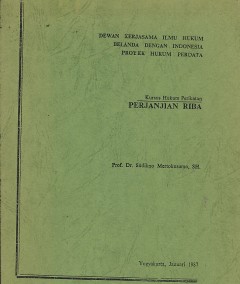 DEWAN KERJASAMA ILMU HUKUM
BELANDA DENGAN INDONESIA
PROYEK HUKUM PERDATA
Kursus Hukum Perikatan
PERJANJIAN RIBA
Prof. Dr. Sudikno Mertokusumo, SH.
Yogyakarta, Januari 1987